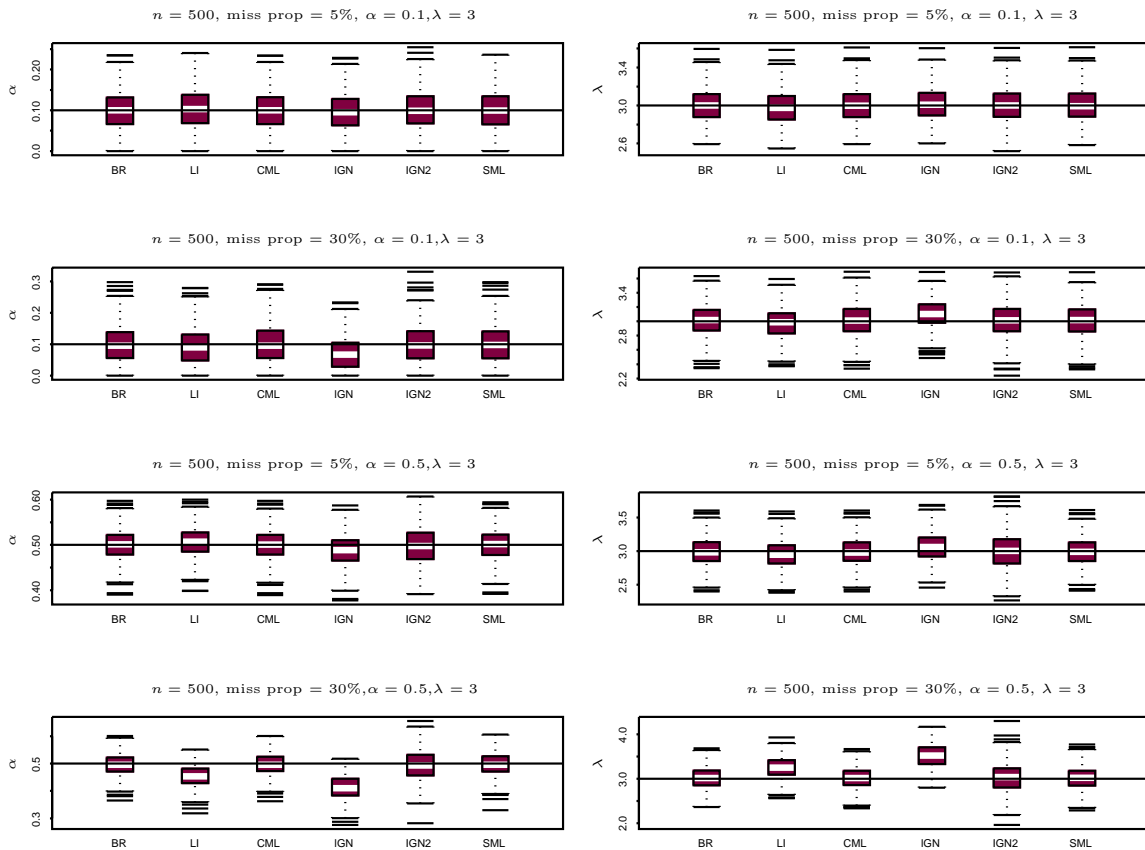 n = 500, miss prop = 5%, α = 0.1,λ = 3
α
0.0 0.10 0.20
BR LI CML IGN IGN2 SML
n = 500, miss prop = 5%, α = 0.1, λ = 3
λ
2.6 3.0 3.4
BR LI CML IGN IGN2 SML
n = 500, miss prop = 30%, α = 0.1,λ = 3
α
0.0 0.1 0.2 0.3
BR LI CML IGN IGN2 SML
n = 500, miss prop = 30%, α = 0.1, λ = 3
λ
2.2 2.8 3.4
BR LI CML IGN IGN2 SML
n = 500, miss prop = 5%, α = 0.5,λ = 3
α
0.40 0.50 0.60
BR LI CML IGN IGN2 SML
n = 500, miss prop = 5%, α = 0.5, λ = 3
λ
2.5 3.0 3.5
BR LI CML IGN IGN2 SML
n = 500, miss prop = 30%,α = 0.5,λ = 3
α
0.3 0.5
BR LI CML IGN IGN2 SML
n = 500, miss prop = 30%, α = 0.5, λ = 3
λ
2.0 3.0 4.0
BR LI CML IGN IGN2 SML